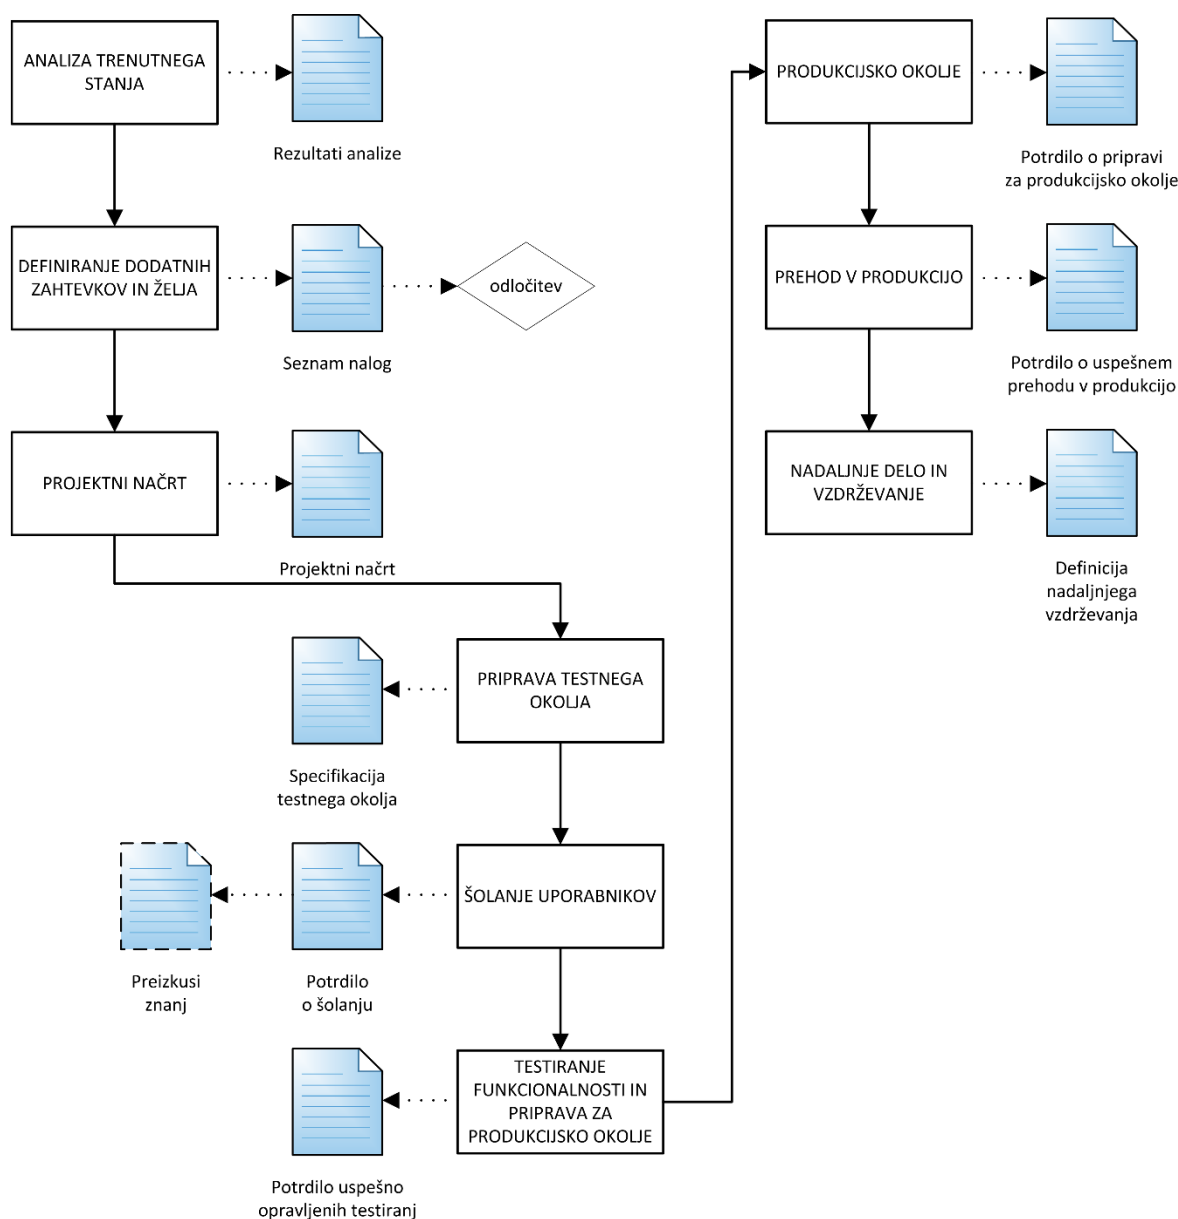 ANALIZA TRENUTNEGA
STANJA
Rezultati analize
DEFINIRANJE DODATNIH
ZAHTEVKOV IN ŽELJA
Seznam nalog
odločitev
PROJEKTNI NAČRT
Projektni načrt
PRIPRAVA TESTNEGA
OKOLJA
Specifikacija
testnega okolja
ŠOLANJE UPORABNIKOV
Potrdilo
o šolanju
Preizkusi
znanj
TESTIRANJE
FUNKCIONALNOSTI IN
PRIPRAVA ZA
PRODUKCIJSKO OKOLJE
Potrdilo uspešno
opravljenih testiranj
PRODUKCIJSKO OKOLJE
Potrdilo o pripravi
za produkcijsko okolje
PREHOD V PRODUKCIJO
Potrdilo o uspešnem
prehodu v produkcijo
NADALJNJE DELO IN
VZDRŽEVANJE
Definicija
nadaljnjega
vzdrževanja